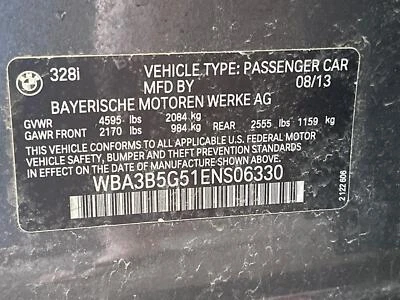 328i VEHICLE TYPE: PASSENGER CAR
MFD BY 08/13
BAYERISCHE MOTOREN WERKE AG
GVWR 4595 lbs 2084 kg
GAWR FRONT 2170 lbs 984 kg REAR 2555 lbs 1159 kg
THIS VEHICLE CONFORMS TO ALL APPLICABLE U.S. FEDERAL MOTOR
VEHICLE SAFETY, BUMPER AND THEFT PREVENTION STANDARDS
IN EFFECT ON THE DATE OF MANUFACTURE SHOWN ABOVE.
WBA3B5G51ENS06330
2 122 606